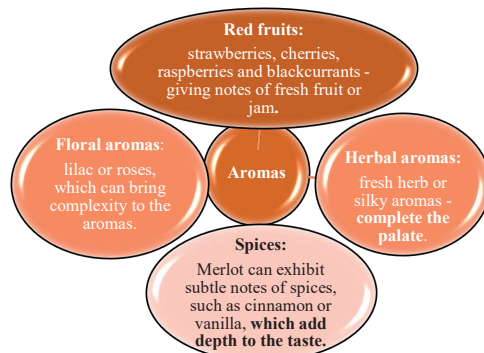 Red fruits:
strawberries, cherries,
raspberries and blackcurrants -
giving notes of fresh fruit or
jam.
Floral aromas:
lilac or roses,
which can bring
complexity to the
aromas.
Aromas
Herbal aromas:
fresh herb or
silky aromas -
complete the
palate.
Spices:
Merlot can exhibit
subtle notes of spices,
such as cinnamon or
vanilla, which add
depth to the taste.